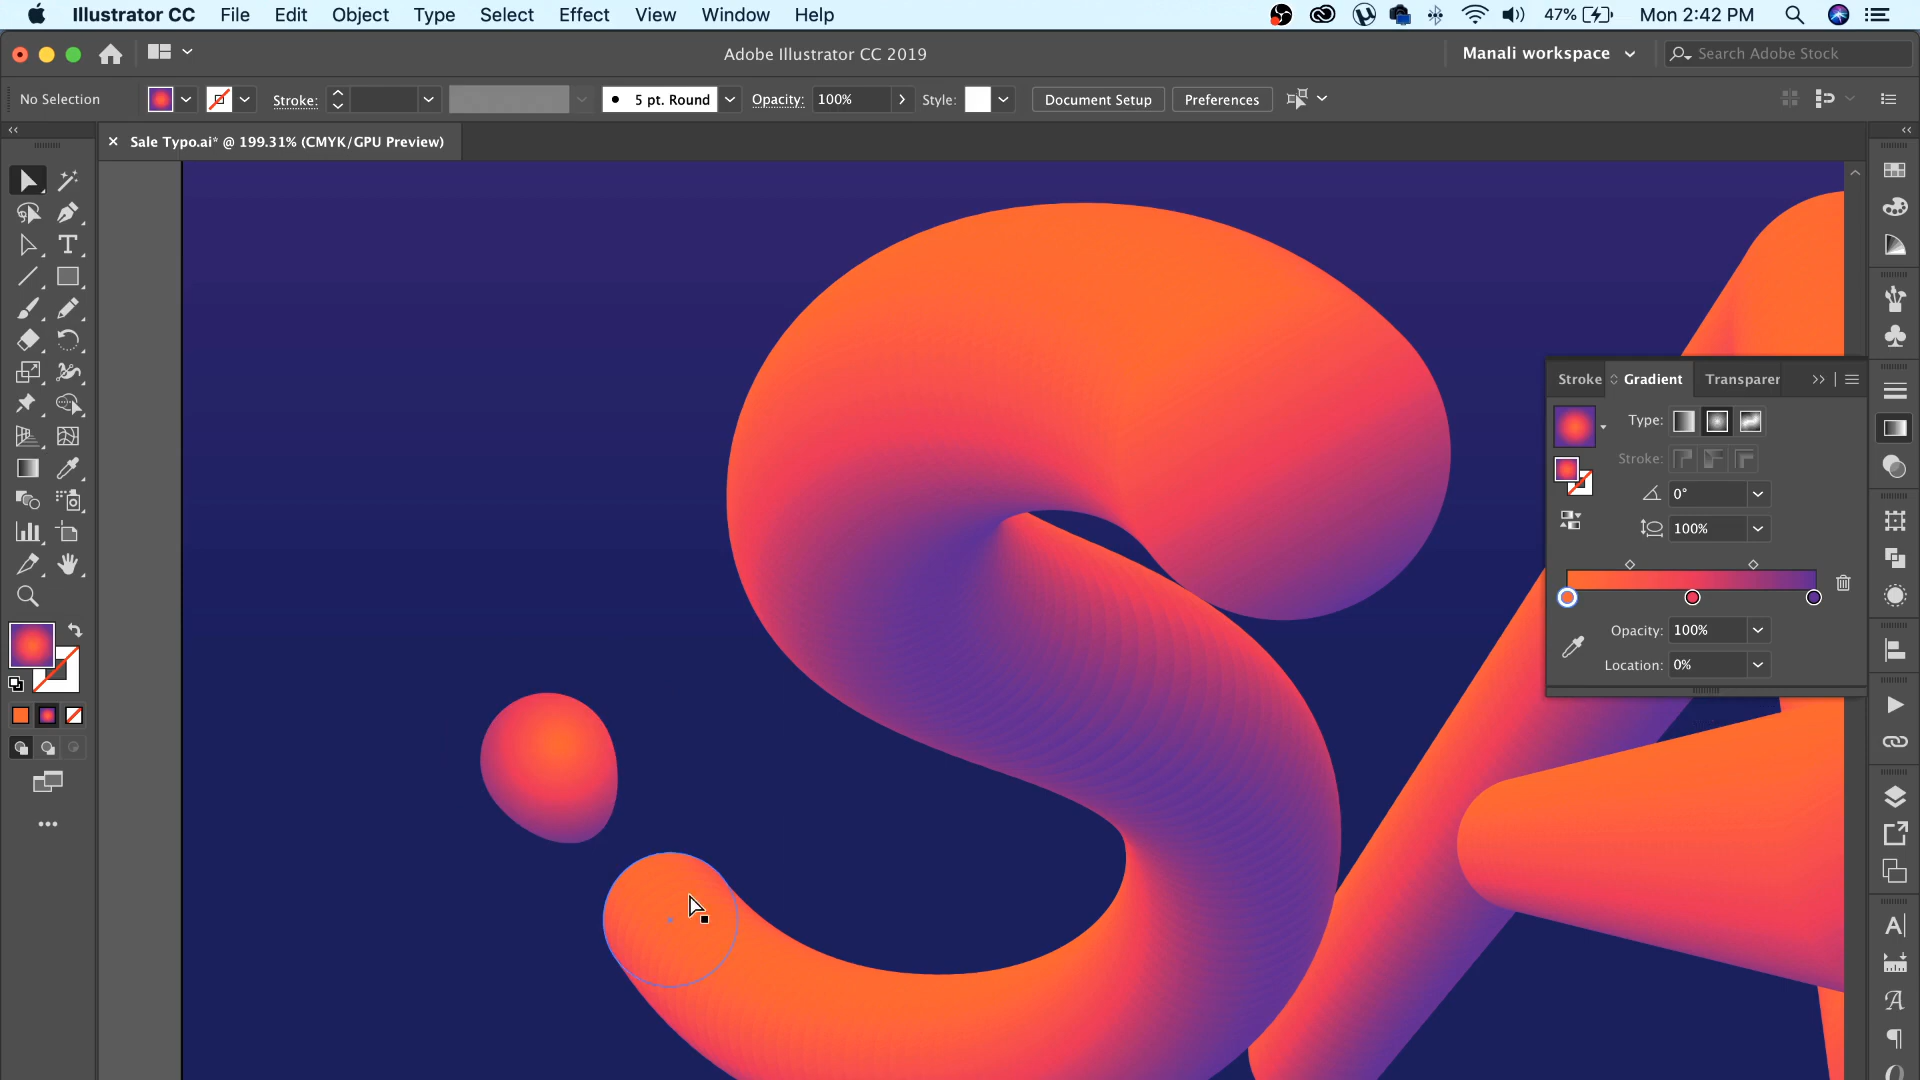 Illustrator CC File Edit Object Type Select Effect View Window Help 47% Mon 2:42 PM
Adobe Illustrator CC 2019 Manali workspace Search Adobe Stock
No Selection Stroke: 5 pt. Round Opacity: 100% Style: Document Setup Preferences
Sale Typo.ai* @ 199.31% (CMYK/GPU Preview)
Stroke Gradient Transparer
Type:
Stroke:
0°
100%
Opacity: 100%
Location: 0%